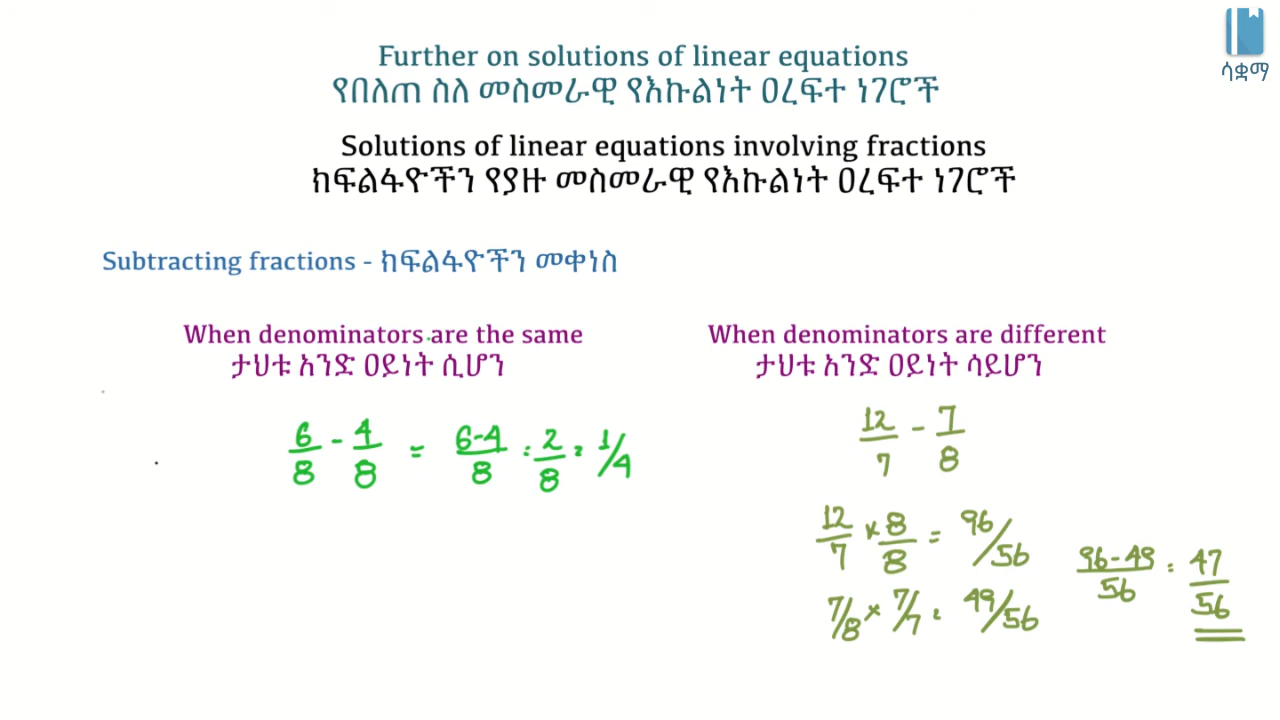 Further on solutions of linear equations
የበለጠ ስለ መስመራዊ የእኩልነት ዐረፍተ ነገሮች
ሳቋማ
Solutions of linear equations involving fractions
ክፍልፋዮችን የያዙ መስመራዊ የእኩልነት ዐረፍተ ነገሮች
Subtracting fractions - ክፍልፋዮችን መቀነስ
When denominators are the same
ታህቱ አንድ ዐይነት ሲሆን
6/8 - 4/8 = 6-4/8 = 2/8 = 1/4
When denominators are different
ታህቱ አንድ ዐይነት ሳይሆን
12/7 - 7/8
12/7 × 8/8 = 96/56
7/8 × 7/7 = 49/56
96-49/56 = 47/56